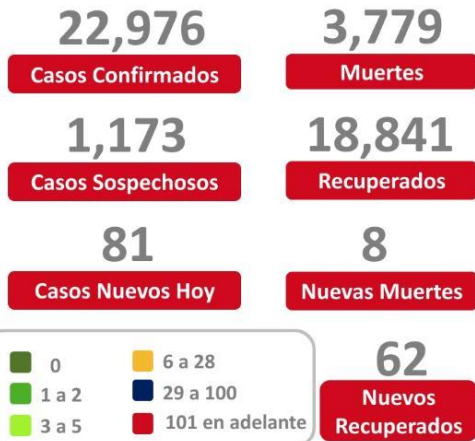 22,976
Casos Confirmados
3,779
Muertes
1,173
Casos Sospechosos
18,841
Recuperados
81
Casos Nuevos Hoy
8
Nuevas Muertes
0
1 a 2
3 a 5
6 a 28
29 a 100
101 en adelante
62
Nuevos
Recuperados